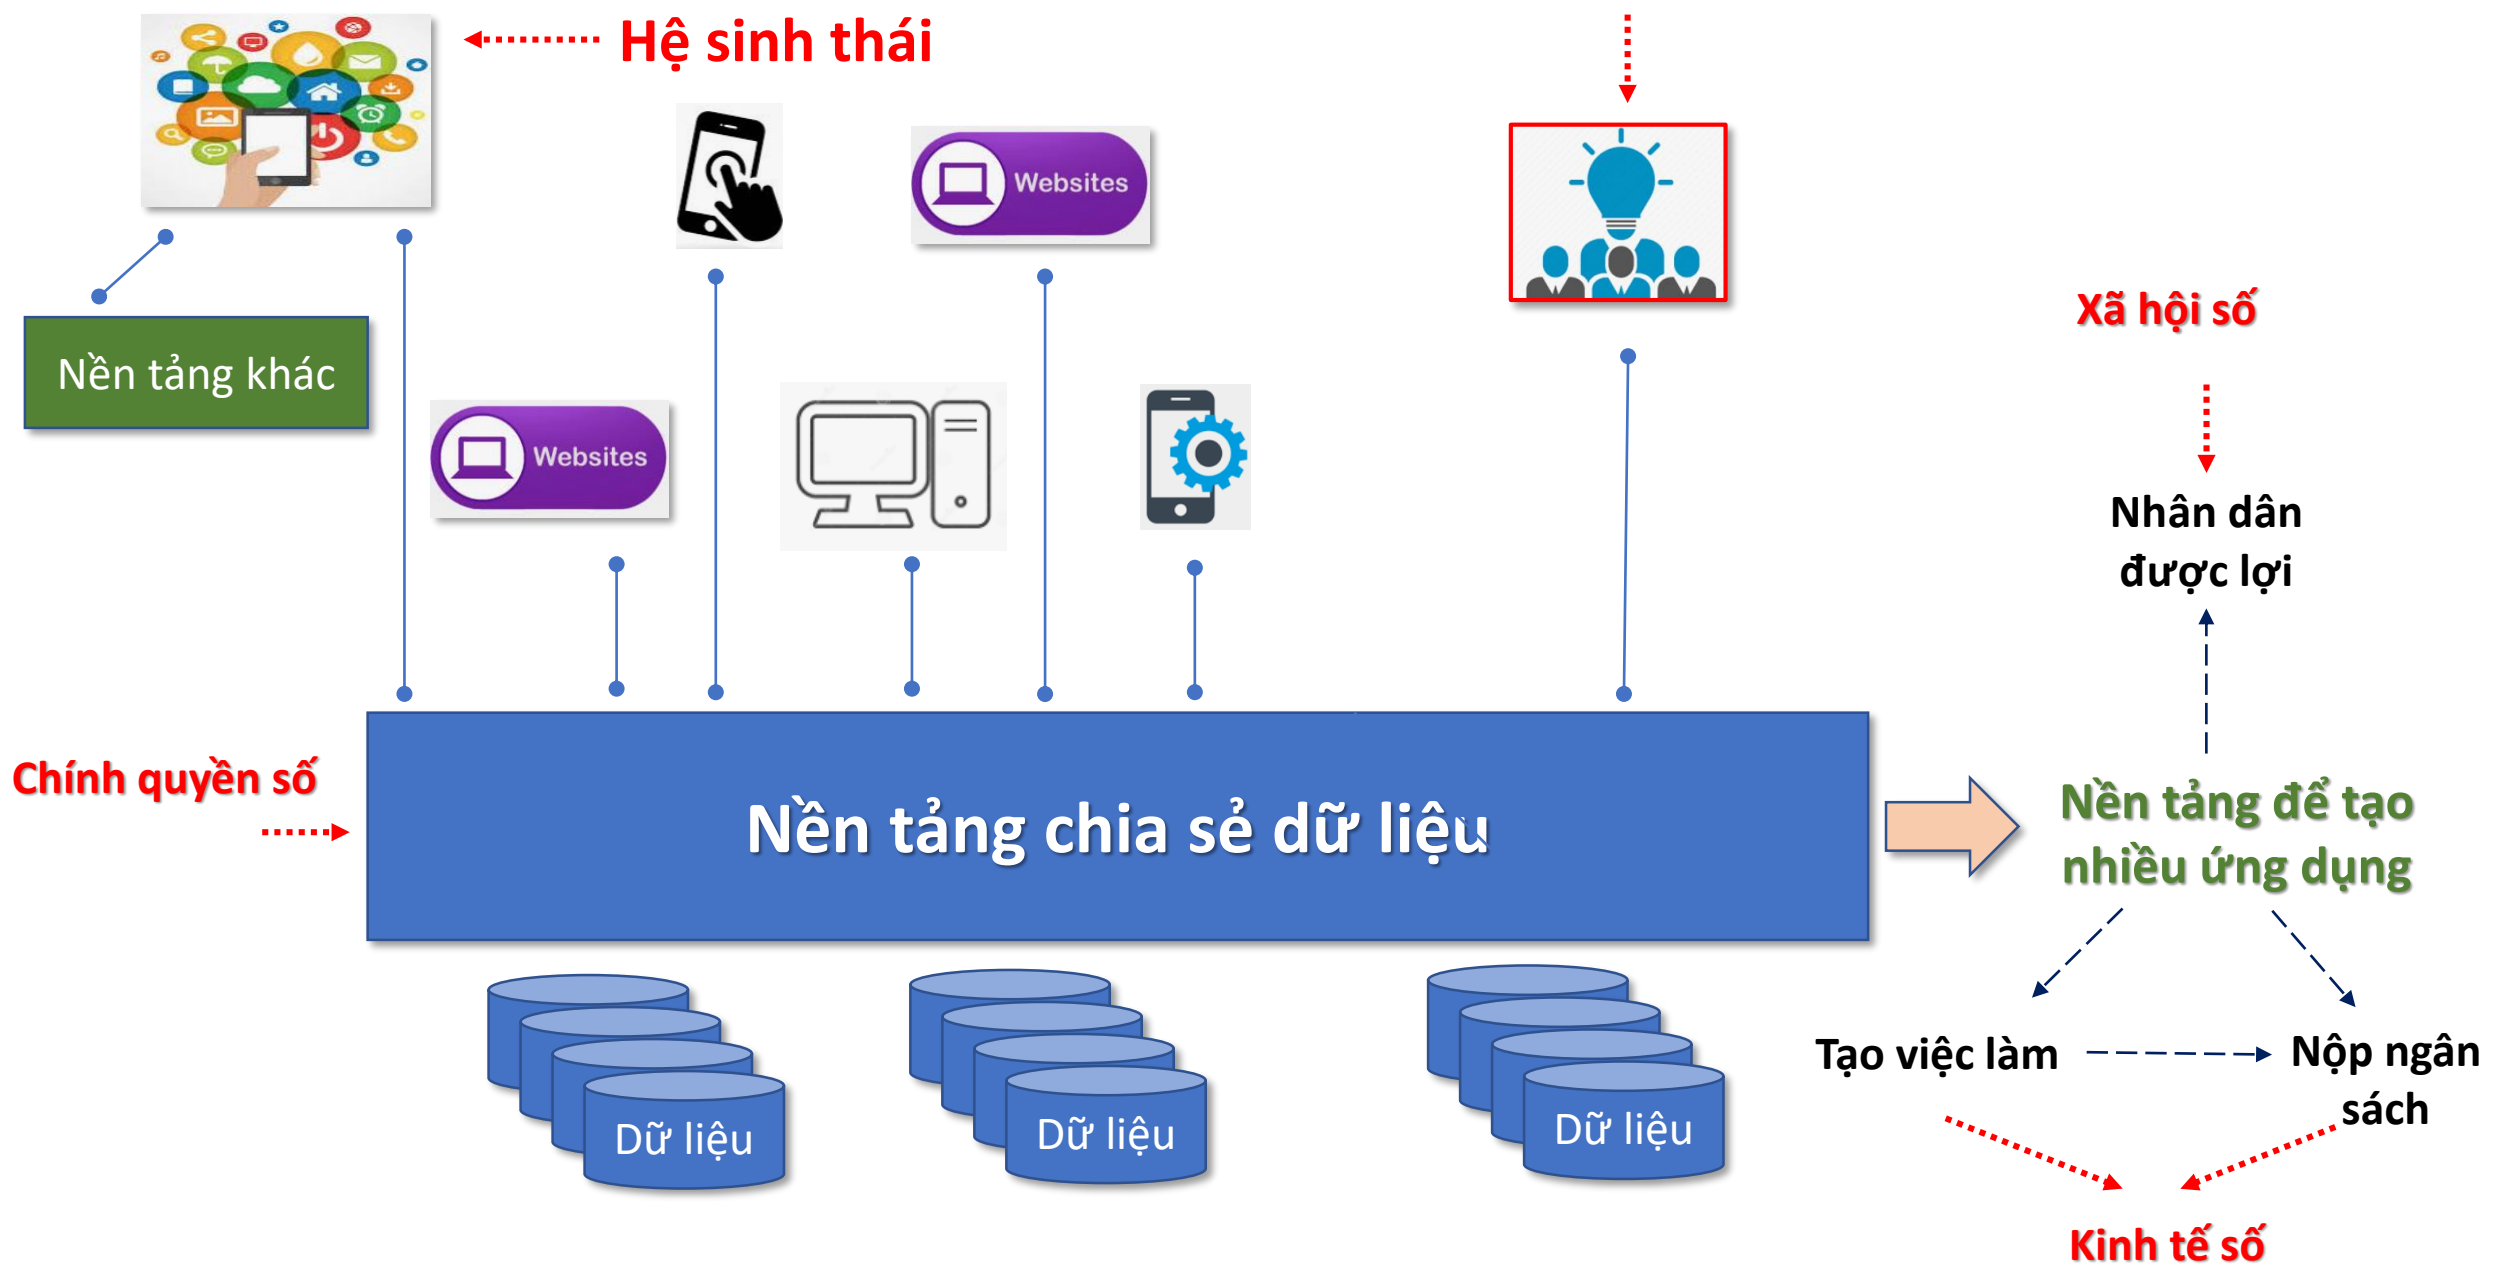 Hệ sinh thái
Websites
Xã hội số
Nền tảng khác
Websites
Nhân dân
được lợi
Chính quyền số
Nền tảng chia sẻ dữ liệu
Nền tảng để tạo
nhiều ứng dụng
Tạo việc làm
Nộp ngân
sách
Dữ liệu
Dữ liệu
Dữ liệu
Kinh tế số